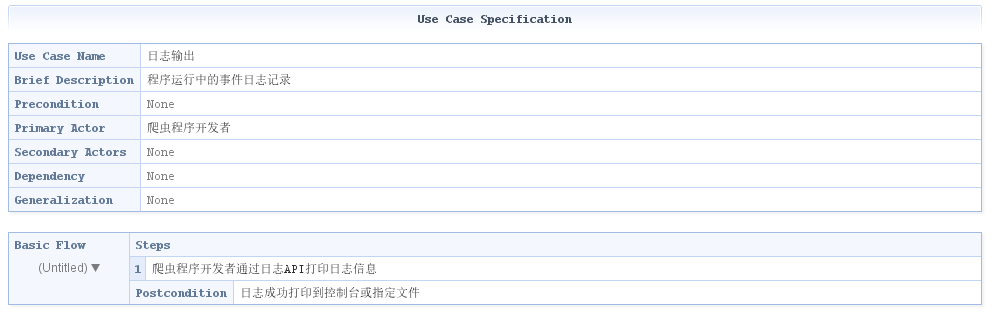 Use Case Specification
Use Case Name 日志输出
Brief Description 程序运行中的事件日志记录
Precondition None
Primary Actor 爬虫程序开发者
Secondary Actors None
Dependency None
Generalization None
Basic Flow Steps
(Untitled) ▼
1 爬虫程序开发者通过日志API打印日志信息
Postcondition 日志成功打印到控制台或指定文件